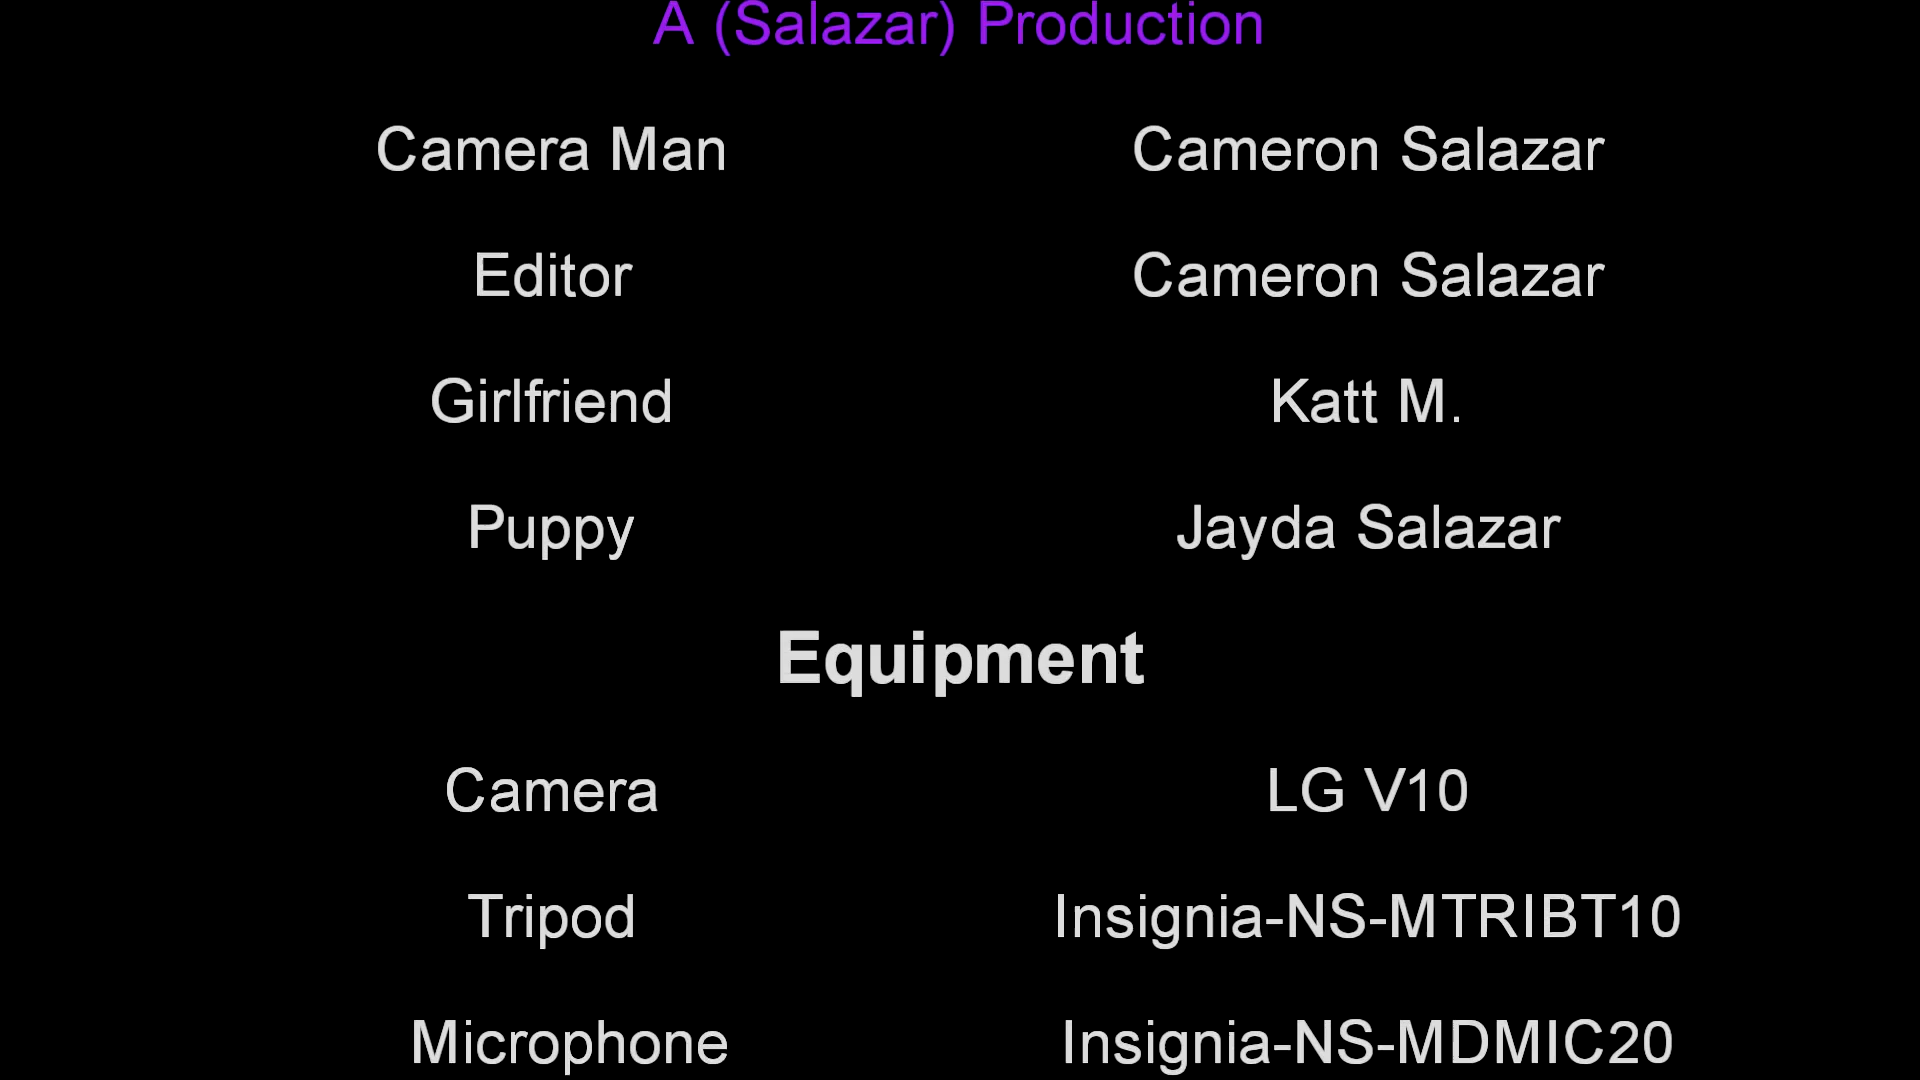 A (Salazar) Production
Camera Man Cameron Salazar
Editor Cameron Salazar
Girlfriend Katt M.
Puppy Jayda Salazar
Equipment
Camera LG V10
Tripod Insignia-NS-MTRIBT10
Microphone Insignia-NS-MDMIC20